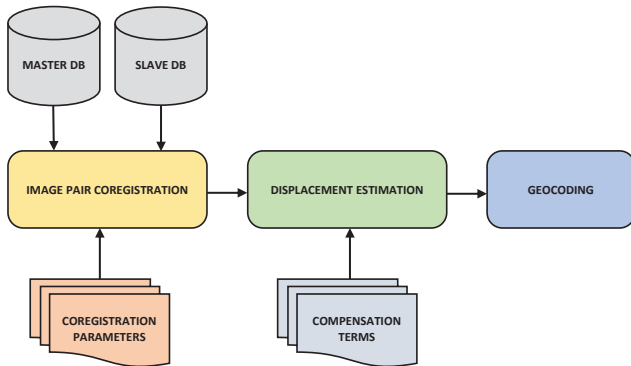 MASTER DB
SLAVE DB
IMAGE PAIR COREGISTRATION
DISPLACEMENT ESTIMATION
GEOCODING
COREGISTRATION
PARAMETERS
COMPENSATION
TERMS